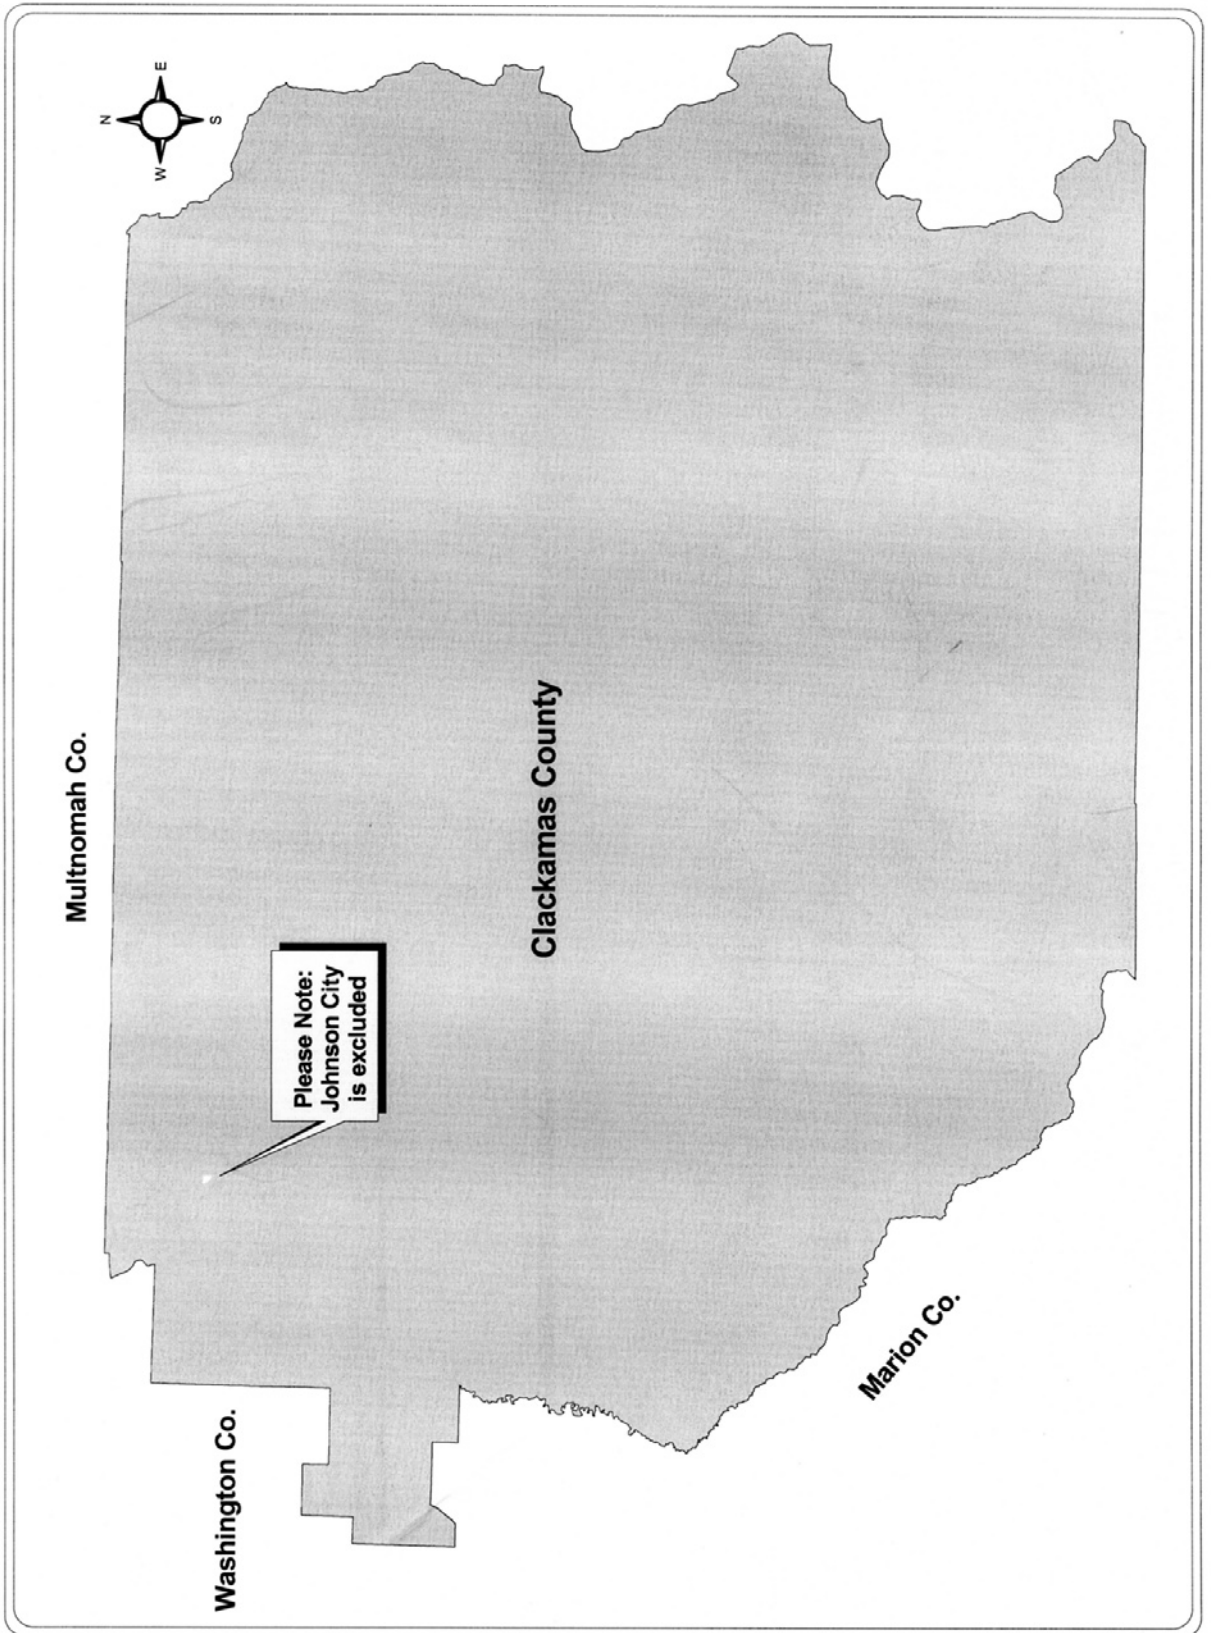 N
W
E
S
Multnomah Co.
Washington Co.
Please Note:
Johnson City
is excluded
Clackamas County
Marion Co.